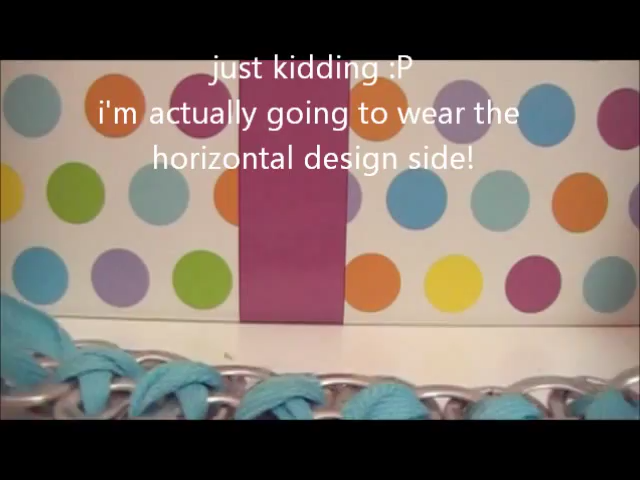 just kidding :P
i'm actually going to wear the
horizontal design side!